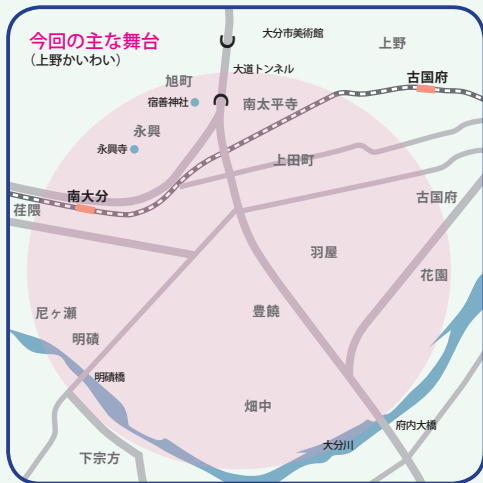 今回の主な舞台
（上野かいわい）
大分市美術館
上野
大道トンネル
旭町
古国府
宿善神社
南太平寺
永興
永興寺
上田町
南大分
古国府
荏隈
羽屋
花園
尼ヶ瀬
豊饒
明磧
明磧橋
畑中
府内大橋
大分川
下宗方